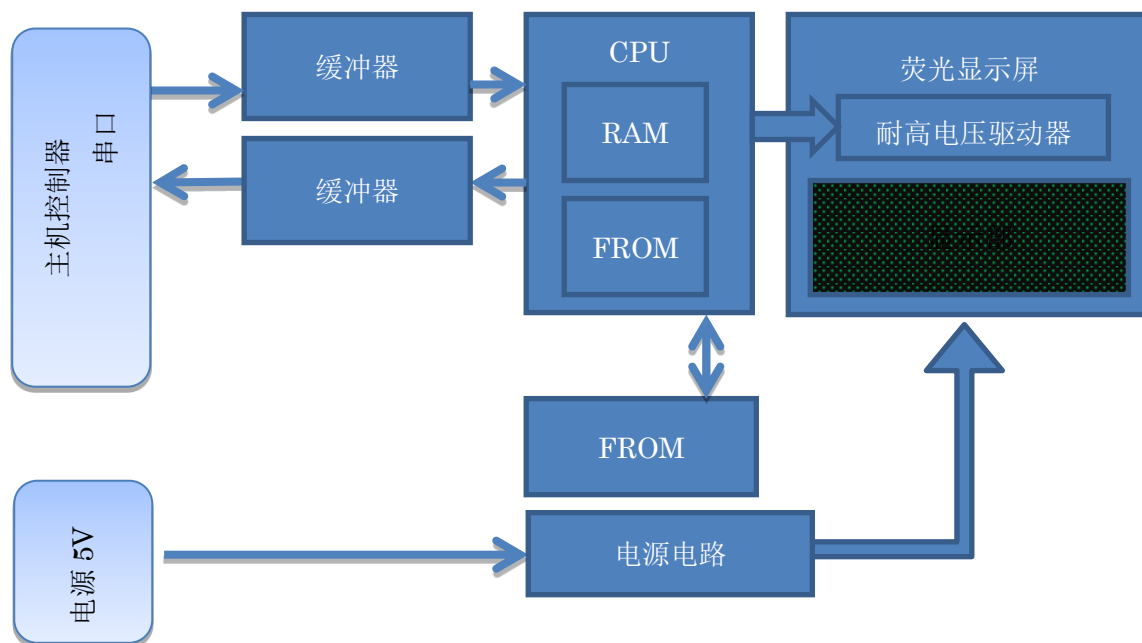 主机控制器
串口
缓冲器
缓冲器
CPU
RAM
FROM
荧光显示屏
耐高电压驱动器
FROM
电源 5V
电源电路